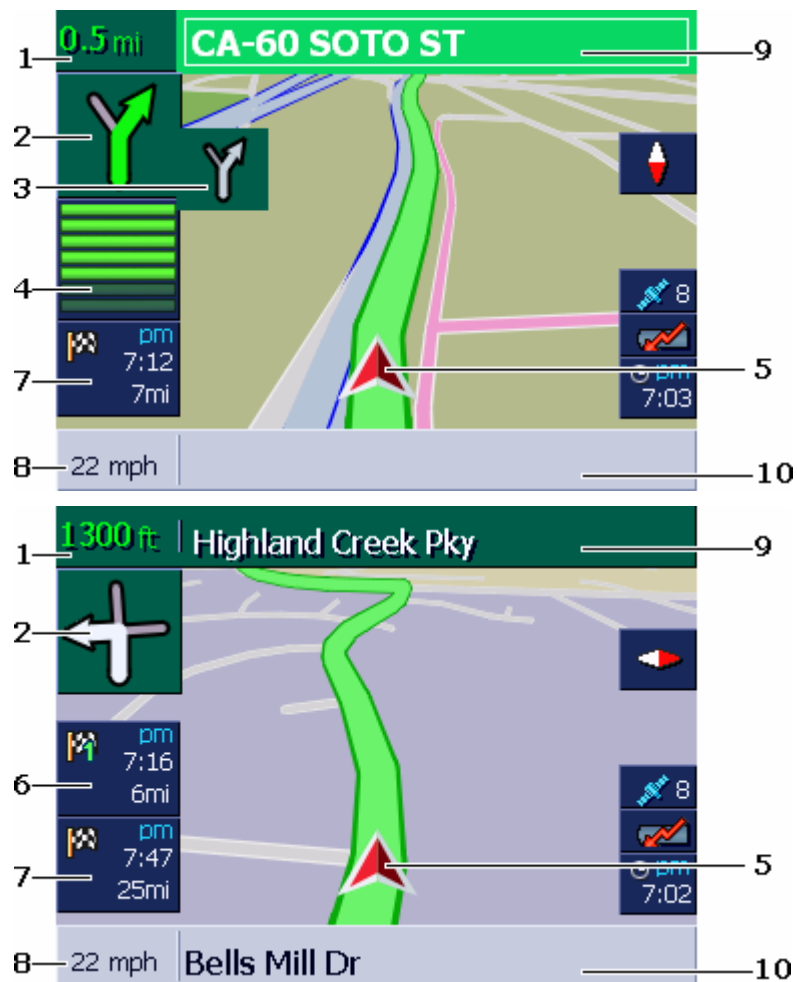 1
0.5 mi
CA-60 SOTO ST
9
2
3
4
8
pm
7:12
7mi
7
5
pm
7:03
8
22 mph
10
1
1300 ft
Highland Creek Pky
9
2
1
pm
7:16
6mi
6
8
pm
7:47
25mi
7
5
pm
7:02
8
22 mph
Bells Mill Dr
10